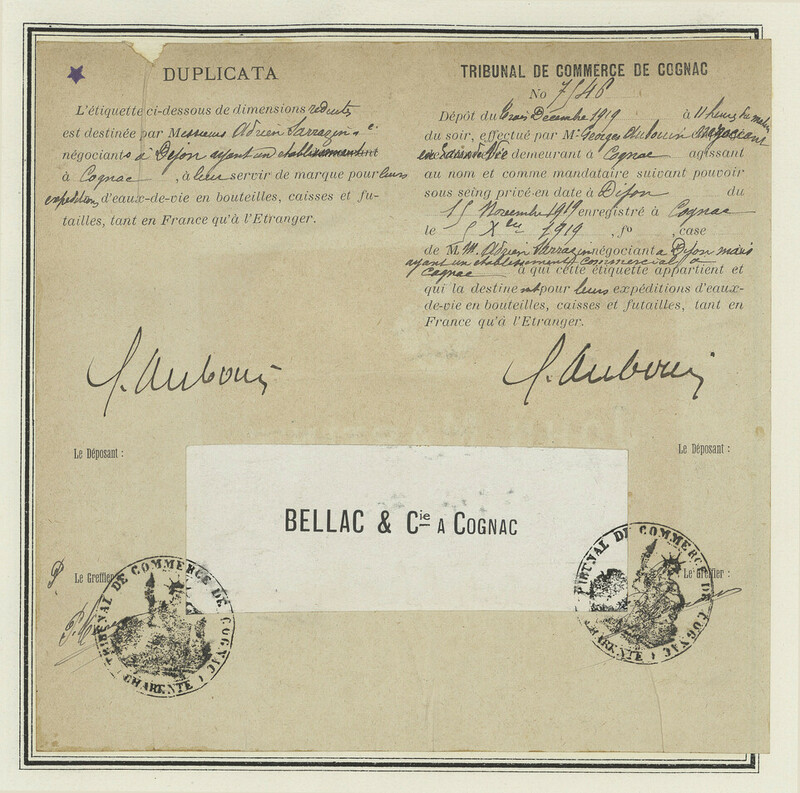 DUPLICATA
L'étiquette ci-dessous de dimensions réduites
est destinée par Messieurs Adrien Sarrazin & Cie
négociants à Dijon ayant un établissement
à Cognac, à leur servir de marque pour leurs
expéditions d'eaux-de-vie en bouteilles, caisses et fu-
tailles, tant en France qu'à l'Etranger.
G. Aubouin
Le Déposant :
P. Le Greffier :
TRIBUNAL DE COMMERCE DE COGNAC
CHARENTE
TRIBUNAL DE COMMERCE DE COGNAC
No 7546
Dépôt du trois Décembre 1919 à 11 heures du matin
du soir, effectué par M. Georges Aubouin négociant
demeurant à Cognac agissant
au nom et comme mandataire suivant pouvoir
sous seing privé en date à Dijon du
15 Novembre 1919 enregistré à Cognac
le 5 Xbre 1919, fo , case
de M.M. Adrien Sarrazin négociant à Dijon mais
ayant un établissement commercial à
Cognac à qui cette étiquette appartient et
qui la destinent pour leurs expéditions d'eaux-
de-vie en bouteilles, caisses et futailles, tant en
France qu'à l'Etranger.
G. Aubouin
Le Déposant :
Le Greffier :
TRIBUNAL DE COMMERCE DE COGNAC
CHARENTE
BELLAC & Cie A COGNAC